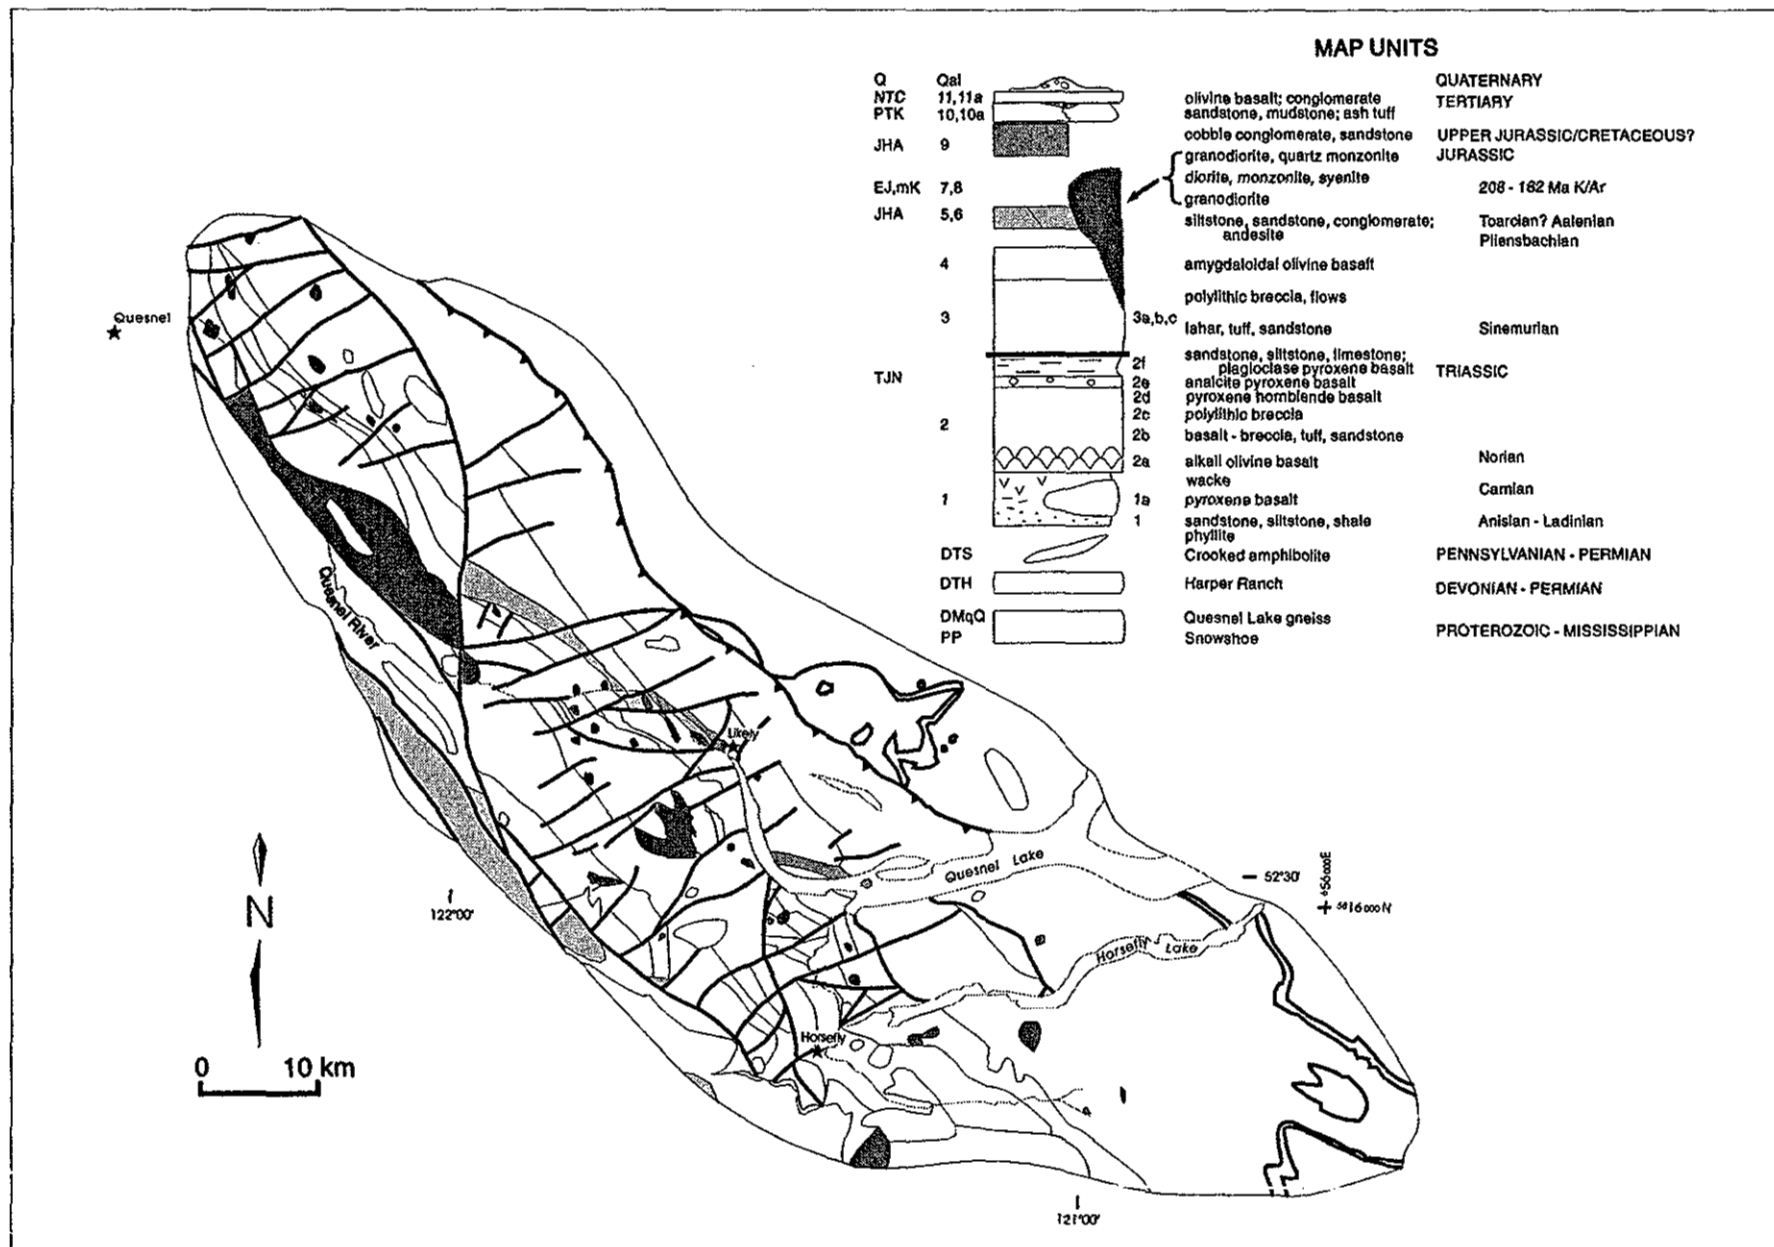 MAP UNITS
Q Qal QUATERNARY
NTC 11,11a olivine basalt; conglomerate TERTIARY
PTK 10,10a sandstone, mudstone; ash tuff
JHA 9 cobble conglomerate, sandstone UPPER JURASSIC/CRETACEOUS?
granodiorite, quartz monzonite JURASSIC
EJ,mK 7,8 diorite, monzonite, syenite 208 - 182 Ma K/Ar
granodiorite
JHA 5,6 siltstone, sandstone, conglomerate; Toarcian? Aalenian
andesite Pliensbachian
4 amygdaloidal olivine basalt
polylithic breccia, flows
3 3a,b,c lahar, tuff, sandstone Sinemurian
sandstone, siltstone, limestone;
2f plagioclase pyroxene basalt TRIASSIC
TJN 2e analcite pyroxene basalt
2d pyroxene hornblende basalt
2c polylithic breccia
2 2b basalt - breccia, tuff, sandstone
2a alkali olivine basalt Norian
wacke
1 1a pyroxene basalt Carnian
1 sandstone, siltstone, shale Anisian - Ladinian
phyllite
DTS Crooked amphibolite PENNSYLVANIAN - PERMIAN
DTH Harper Ranch DEVONIAN - PERMIAN
DMqQ Quesnel Lake gneiss
PP Snowshoe PROTEROZOIC - MISSISSIPPIAN
Quesnel
Quesnel River
Likely
Quesnel Lake
Horsefly Lake
Horsefly
52°30'
656000E
5816000N
122°00'
121°00'
N
0 10 km